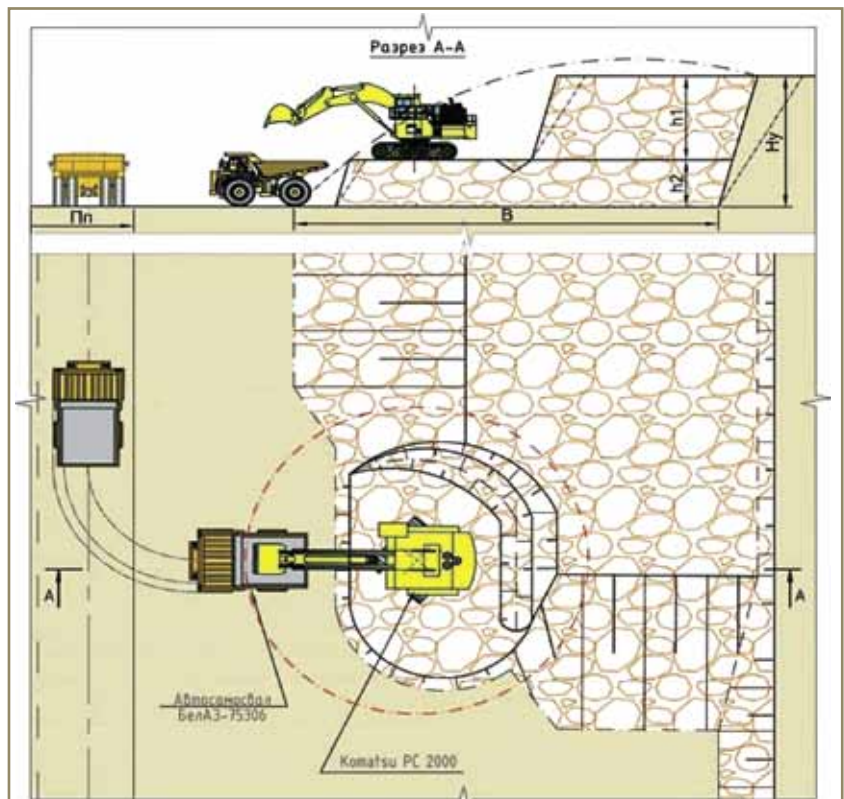 Разрез А-А
h1
Ну
h2
Пп
В
А
А
Автосамосвал
БелАЗ-75306
Komatsu PC 2000